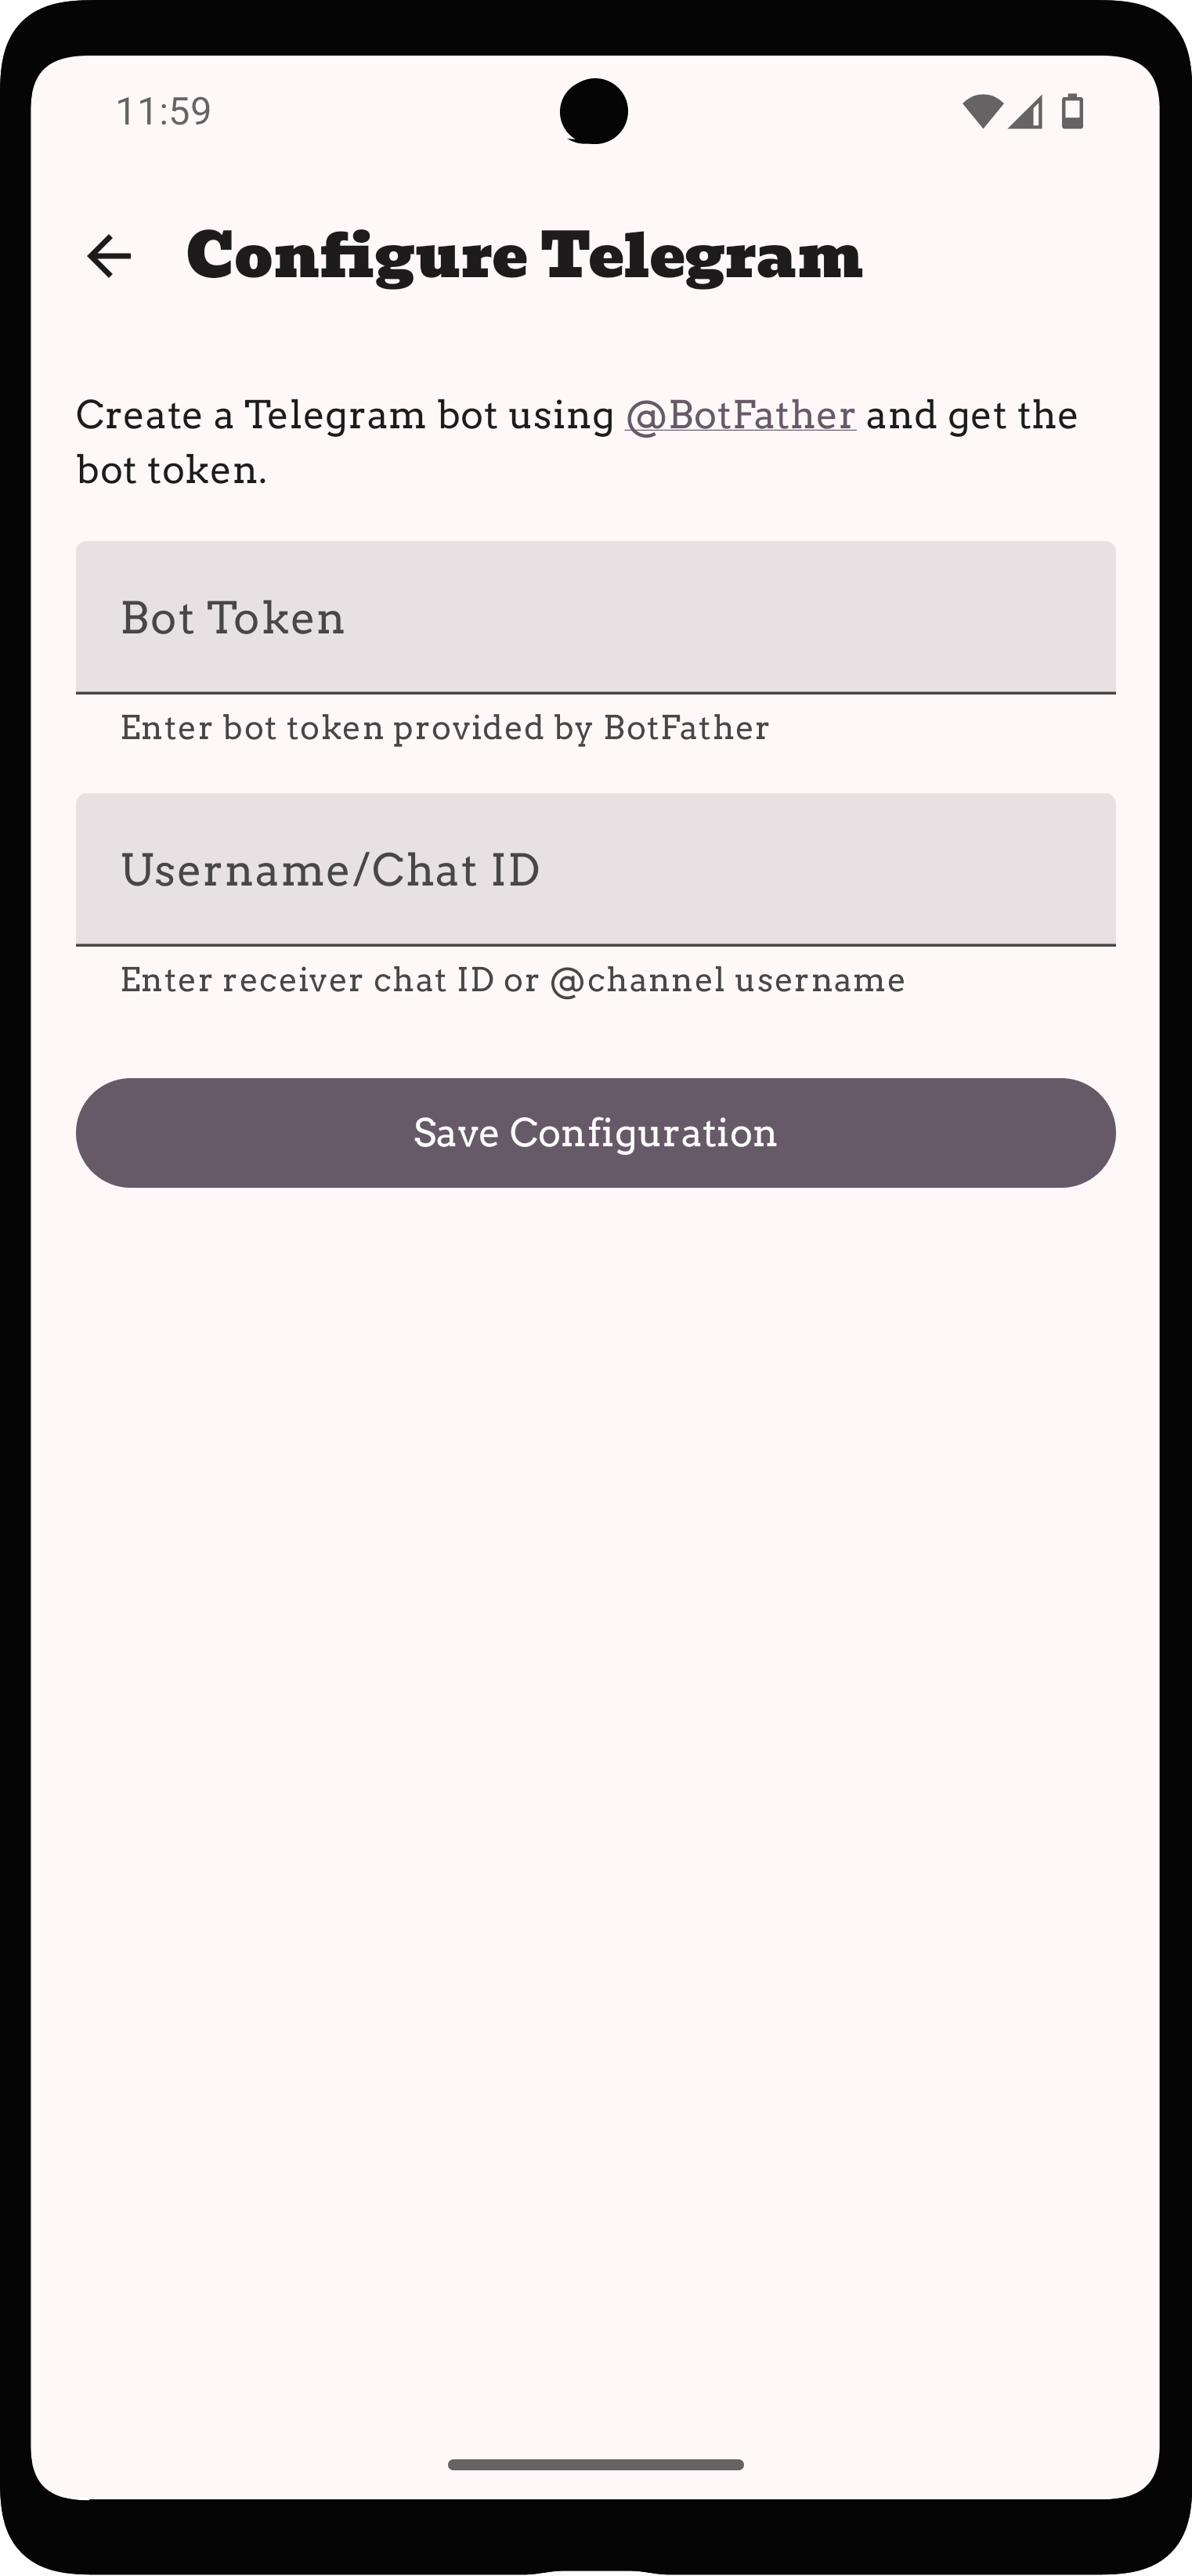 11:59
Configure Telegram
Create a Telegram bot using @BotFather and get the
bot token.
Bot Token
Enter bot token provided by BotFather
Username/Chat ID
Enter receiver chat ID or @channel username
Save Configuration